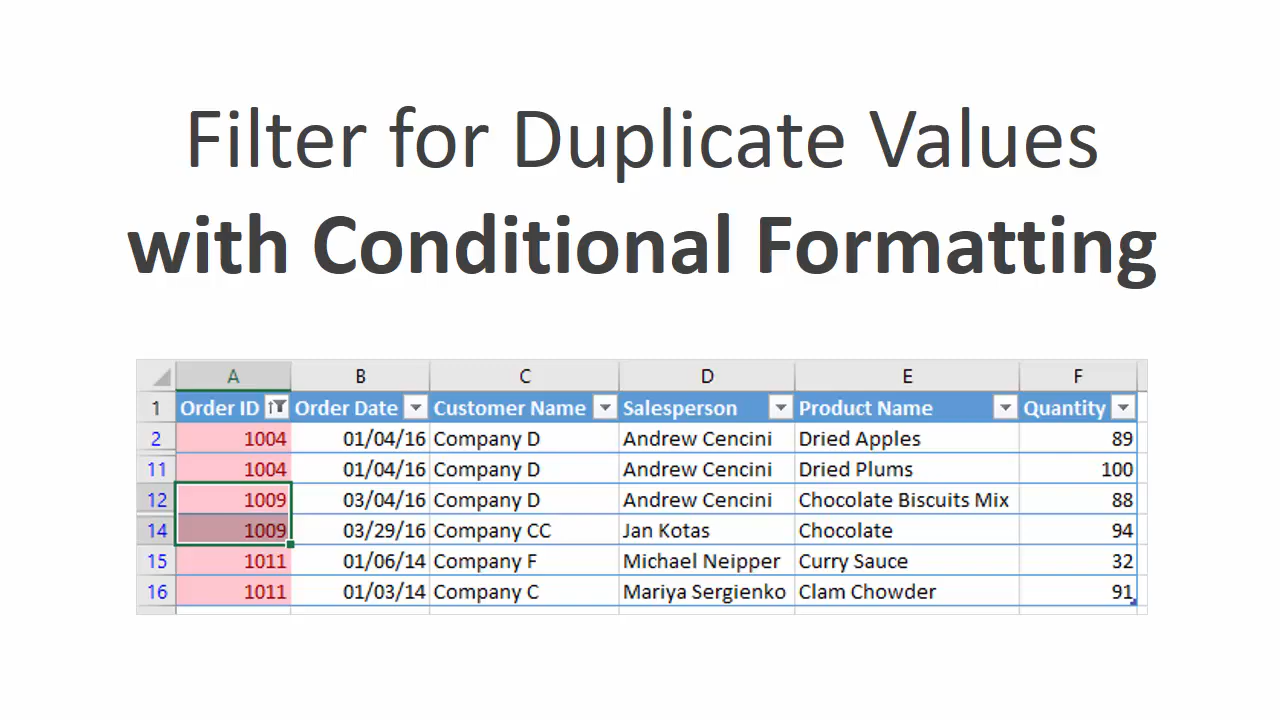 Filter for Duplicate Values
with Conditional Formatting
A B C D E F
1 Order ID Order Date Customer Name Salesperson Product Name Quantity
2 1004 01/04/16 Company D Andrew Cencini Dried Apples 89
11 1004 01/04/16 Company D Andrew Cencini Dried Plums 100
12 1009 03/04/16 Company D Andrew Cencini Chocolate Biscuits Mix 88
14 1009 03/29/16 Company CC Jan Kotas Chocolate 94
15 1011 01/06/14 Company F Michael Neipper Curry Sauce 32
16 1011 01/03/14 Company C Mariya Sergienko Clam Chowder 91